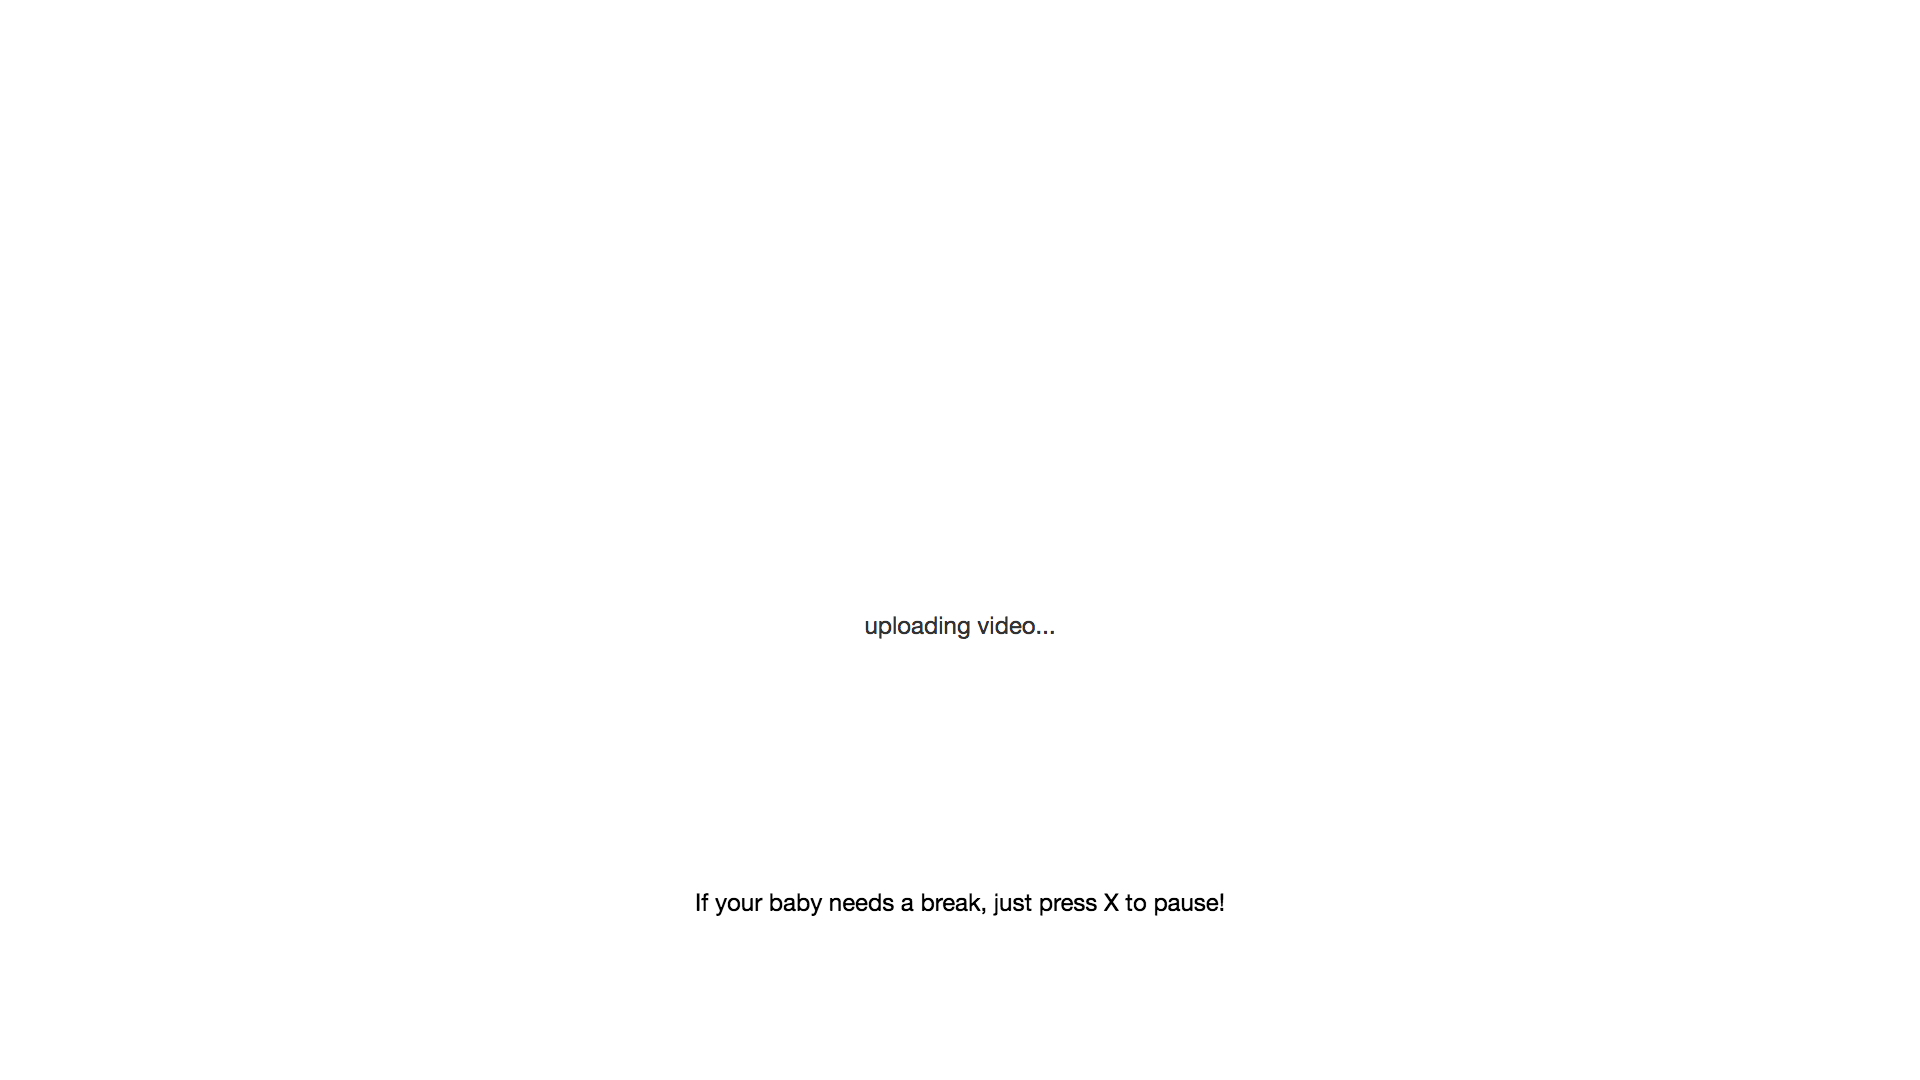 uploading video...
If your baby needs a break, just press X to pause!